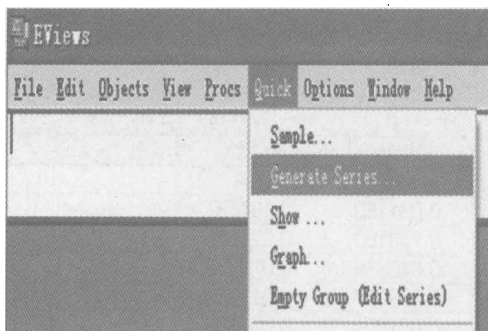 EViews
File Edit Objects View Procs Quick Options Window Help
Sample...
Generate Series...
Show ...
Graph...
Empty Group (Edit Series)